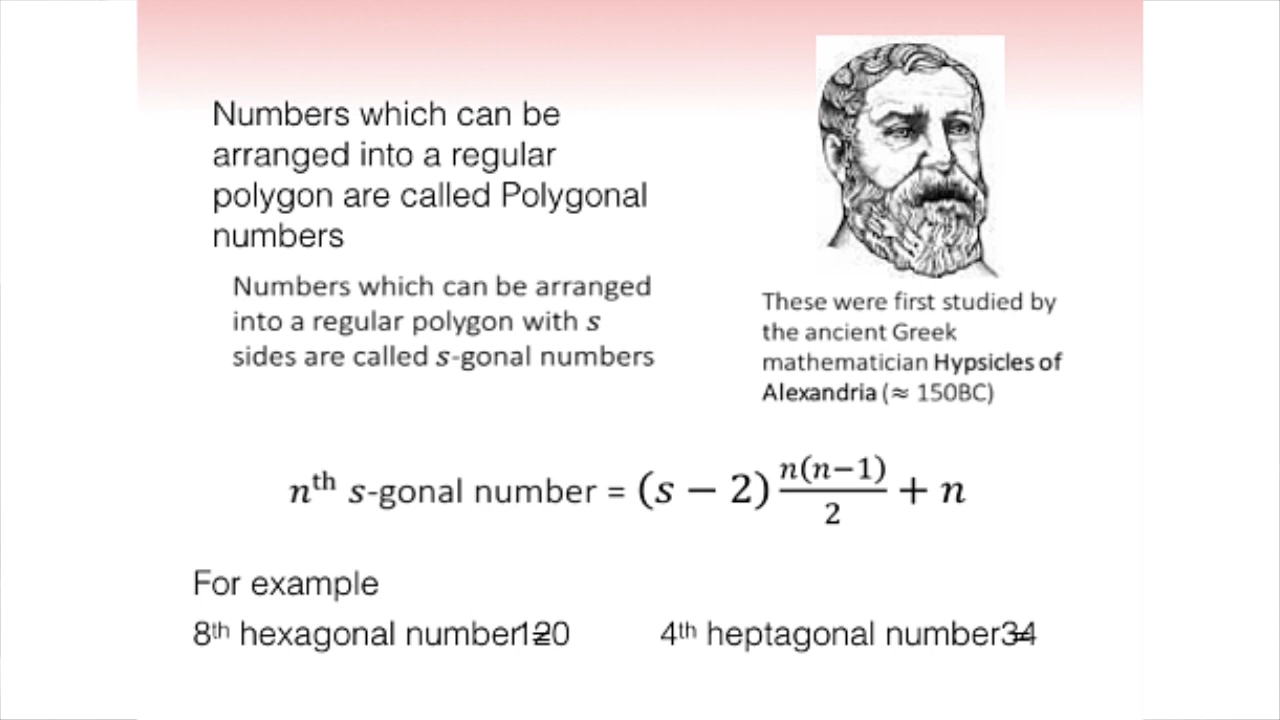 Numbers which can be
arranged into a regular
polygon are called Polygonal
numbers
Numbers which can be arranged
into a regular polygon with s
sides are called s-gonal numbers
These were first studied by
the ancient Greek
mathematician Hypsicles of
Alexandria (≈ 150BC)
nᵗʰ s-gonal number = (s − 2) n(n−1)/2 + n
For example
8ᵗʰ hexagonal number=120
4ᵗʰ heptagonal number=34